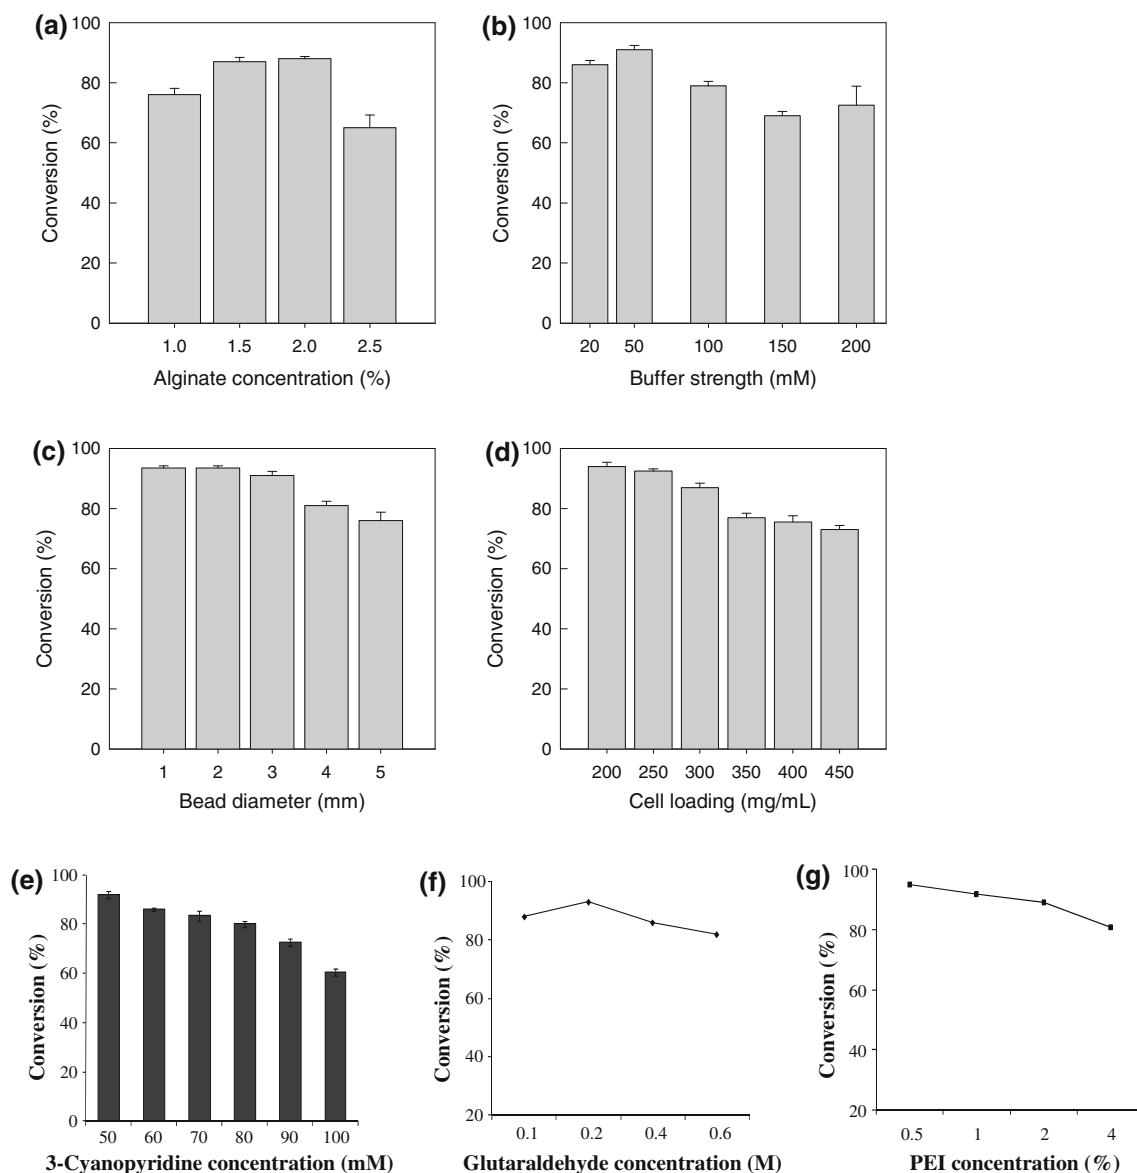 (a)
100
80
60
40
20
0
Conversion (%)
1.0 1.5 2.0 2.5
Alginate concentration (%)
(b)
100
80
60
40
20
0
Conversion (%)
20 50 100 150 200
Buffer strength (mM)
(c)
100
80
60
40
20
0
Conversion (%)
1 2 3 4 5
Bead diameter (mm)
(d)
100
80
60
40
20
0
Conversion (%)
200 250 300 350 400 450
Cell loading (mg/mL)
(e)
100
80
60
40
20
0
Conversion (%)
50 60 70 80 90 100
3-Cyanopyridine concentration (mM)
(f)
100
80
60
40
20
Conversion (%)
0.1 0.2 0.4 0.6
Glutaraldehyde concentration (M)
(g)
100
80
60
40
20
Conversion (%)
0.5 1 2 4
PEI concentration (%)